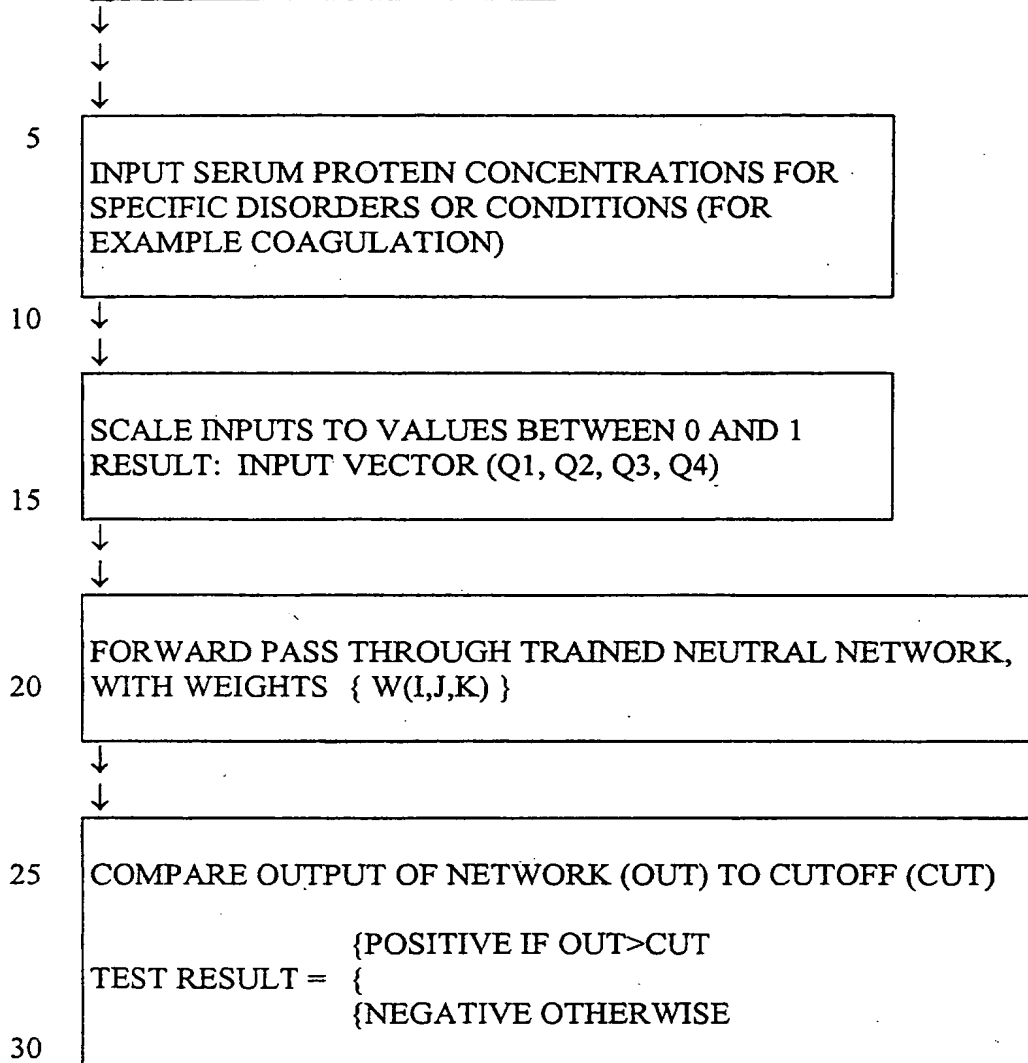 ↓
↓
↓
5
INPUT SERUM PROTEIN CONCENTRATIONS FOR
SPECIFIC DISORDERS OR CONDITIONS (FOR
EXAMPLE COAGULATION)
10 ↓
↓
SCALE INPUTS TO VALUES BETWEEN 0 AND 1
RESULT: INPUT VECTOR (Q1, Q2, Q3, Q4)
15
↓
↓
FORWARD PASS THROUGH TRAINED NEUTRAL NETWORK,
20 WITH WEIGHTS { W(I,J,K) }
↓
↓
25 COMPARE OUTPUT OF NETWORK (OUT) TO CUTOFF (CUT)
{POSITIVE IF OUT>CUT
TEST RESULT = {
{NEGATIVE OTHERWISE
30